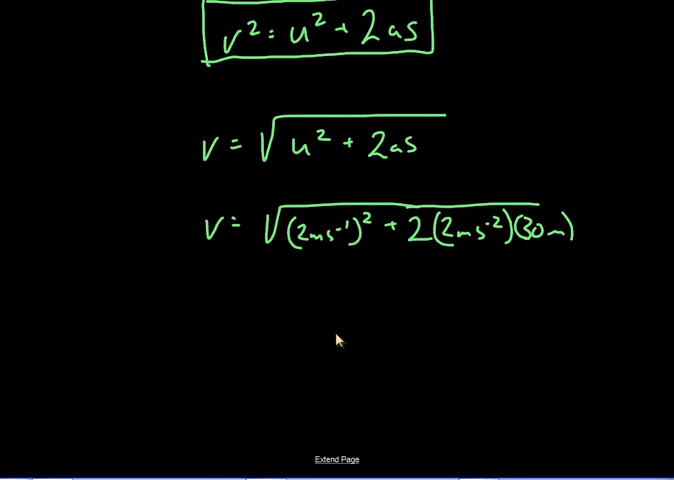 v² = u² + 2as
v = √u² + 2as
v = √(2ms⁻¹)² + 2(2ms⁻²)(30m)
Extend Page